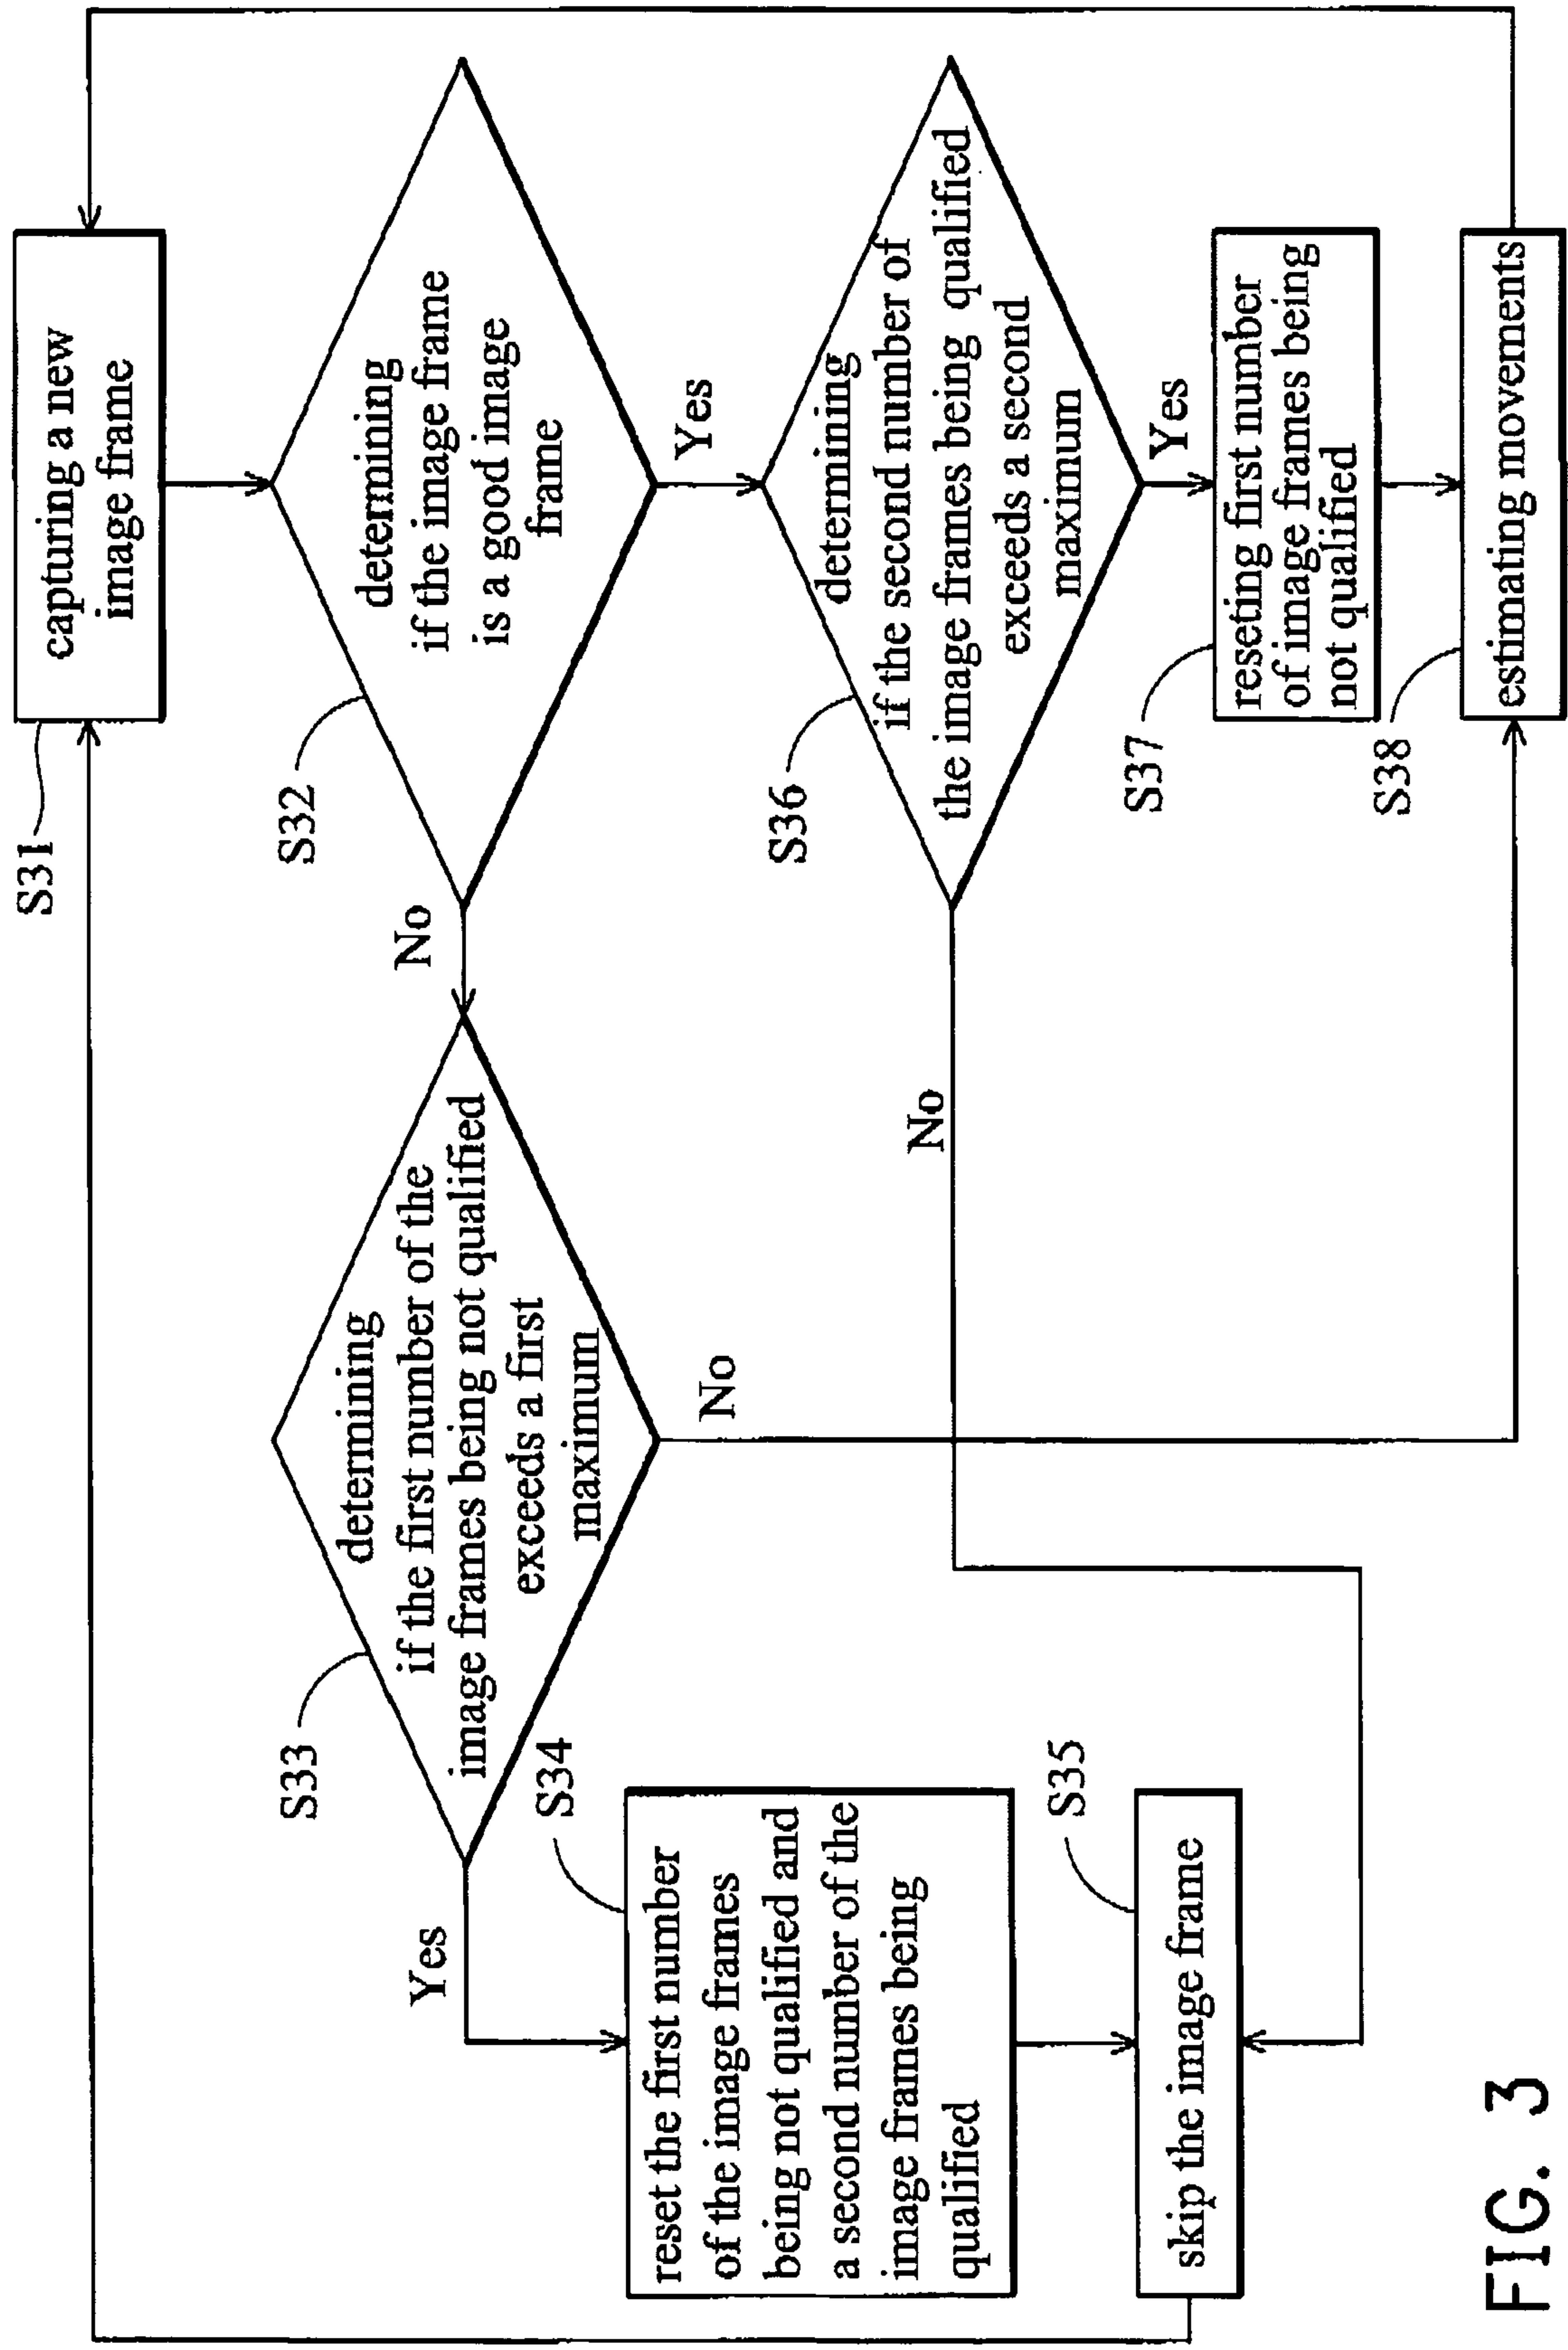 S31
capturing a new
image frame
S32
determining
if the image frame
is a good image
frame
No
Yes
S33
determining
if the first number of the
image frames being not qualified
exceeds a first
maximum
Yes
No
S34
reset the first number
of the image frames
being not qualified and
a second number of the
image frames being
qualified
S35
skip the image frame
S36
determining
if the second number of
the image frames being qualified
exceeds a second
maximum
No
Yes
S37
reseting first number
of image frames being
not qualified
S38
estimating movements
FIG. 3